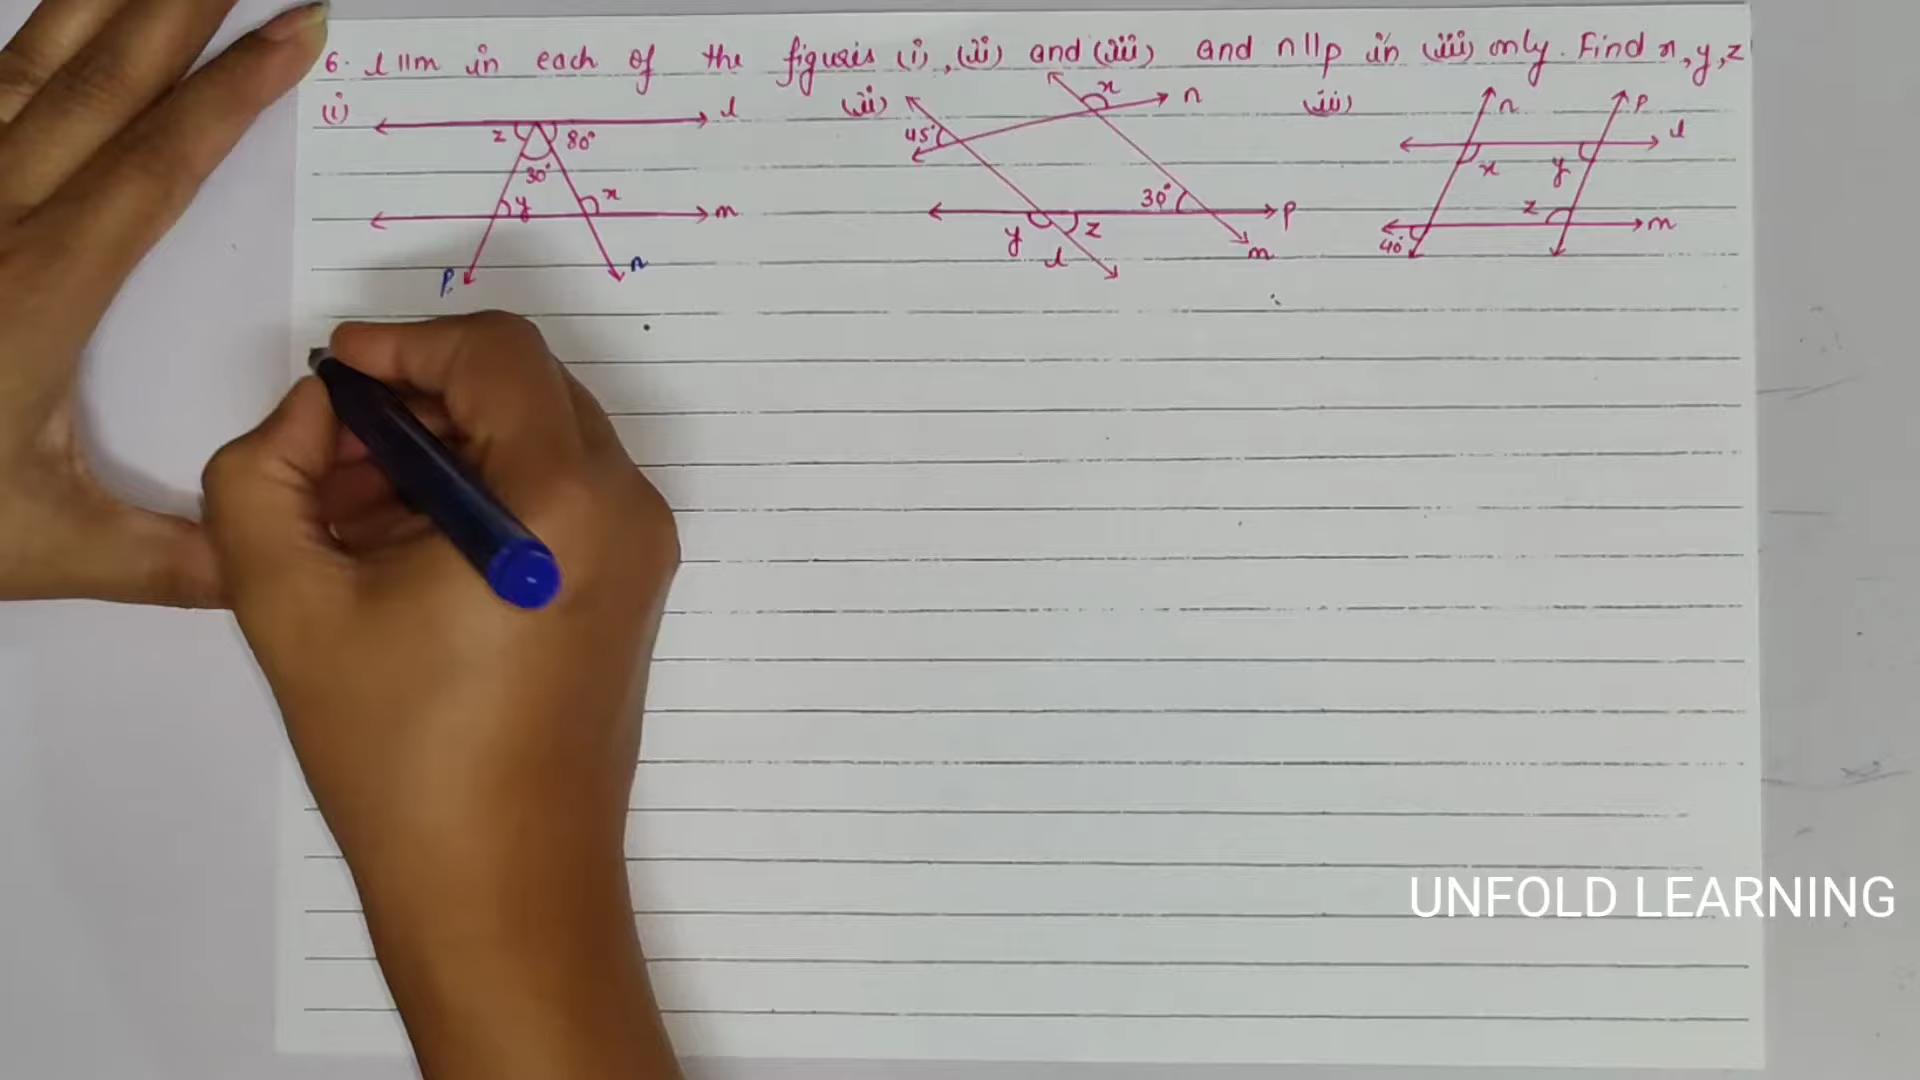 6. l||m in each of the figures (i), (ii) and (iii) and n||p in (iii) only. Find x, y, z
(i) l z 80° 30° y x m p n
(ii) 45° x n 30° p y z l m
(iii) n p l x y z m 40°
UNFOLD LEARNING